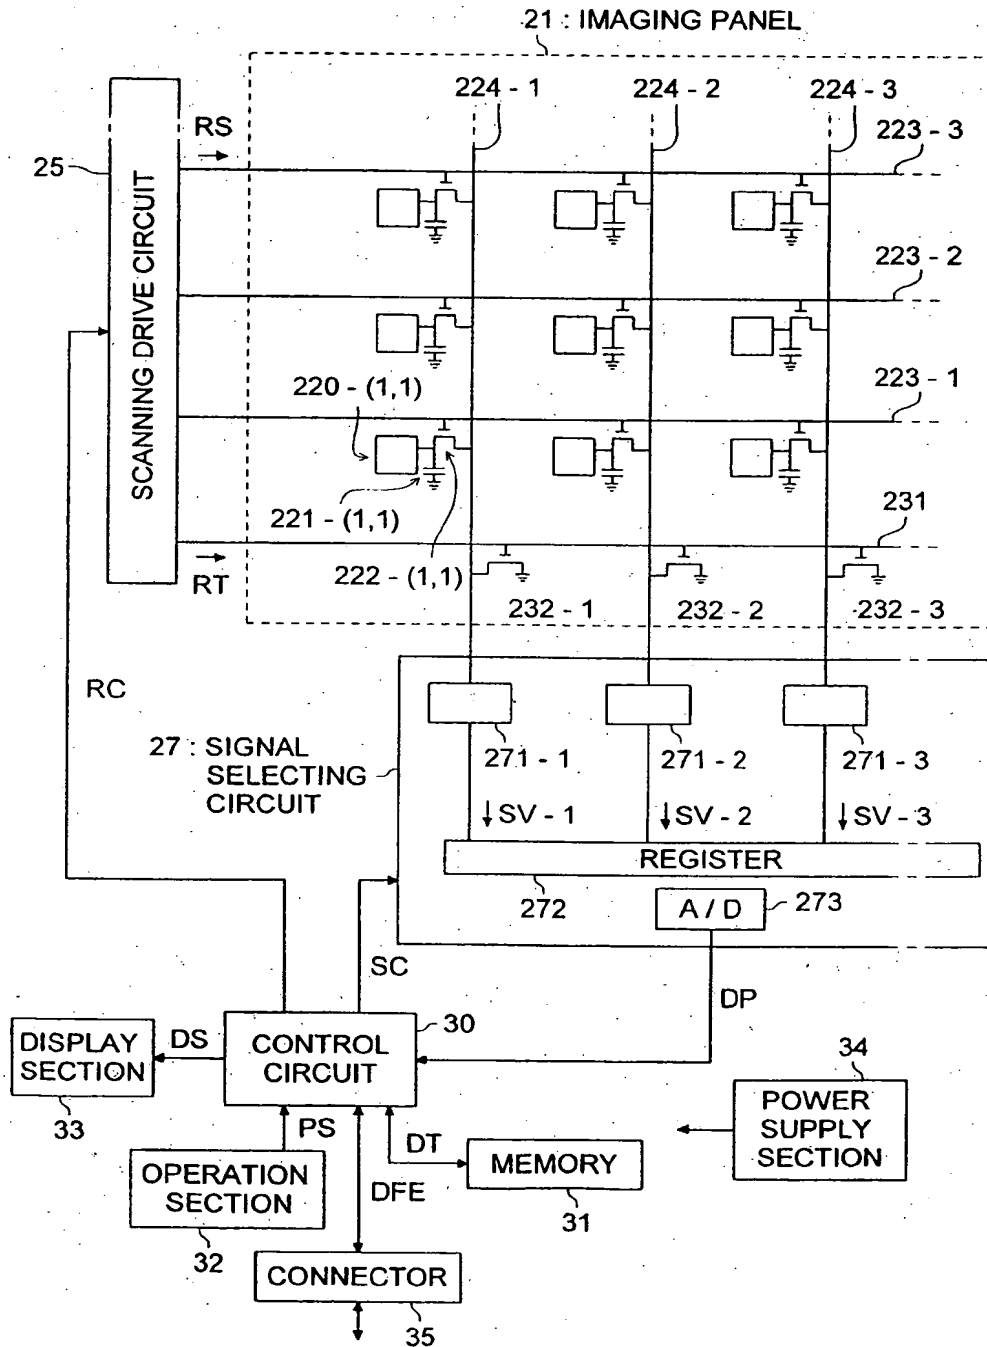 21 : IMAGING PANEL
224 - 1
224 - 2
224 - 3
RS
223 - 3
25
SCANNING DRIVE CIRCUIT
223 - 2
223 - 1
220 - (1,1)
221 - (1,1)
222 - (1,1)
231
RT
232 - 1
232 - 2
232 - 3
RC
27 : SIGNAL
SELECTING
CIRCUIT
271 - 1
271 - 2
271 - 3
SV - 1
SV - 2
SV - 3
REGISTER
272
A / D
273
SC
DP
30
CONTROL
CIRCUIT
DS
DISPLAY
SECTION
33
34
POWER
SUPPLY
SECTION
PS
DT
MEMORY
31
OPERATION
SECTION
32
DFE
CONNECTOR
35